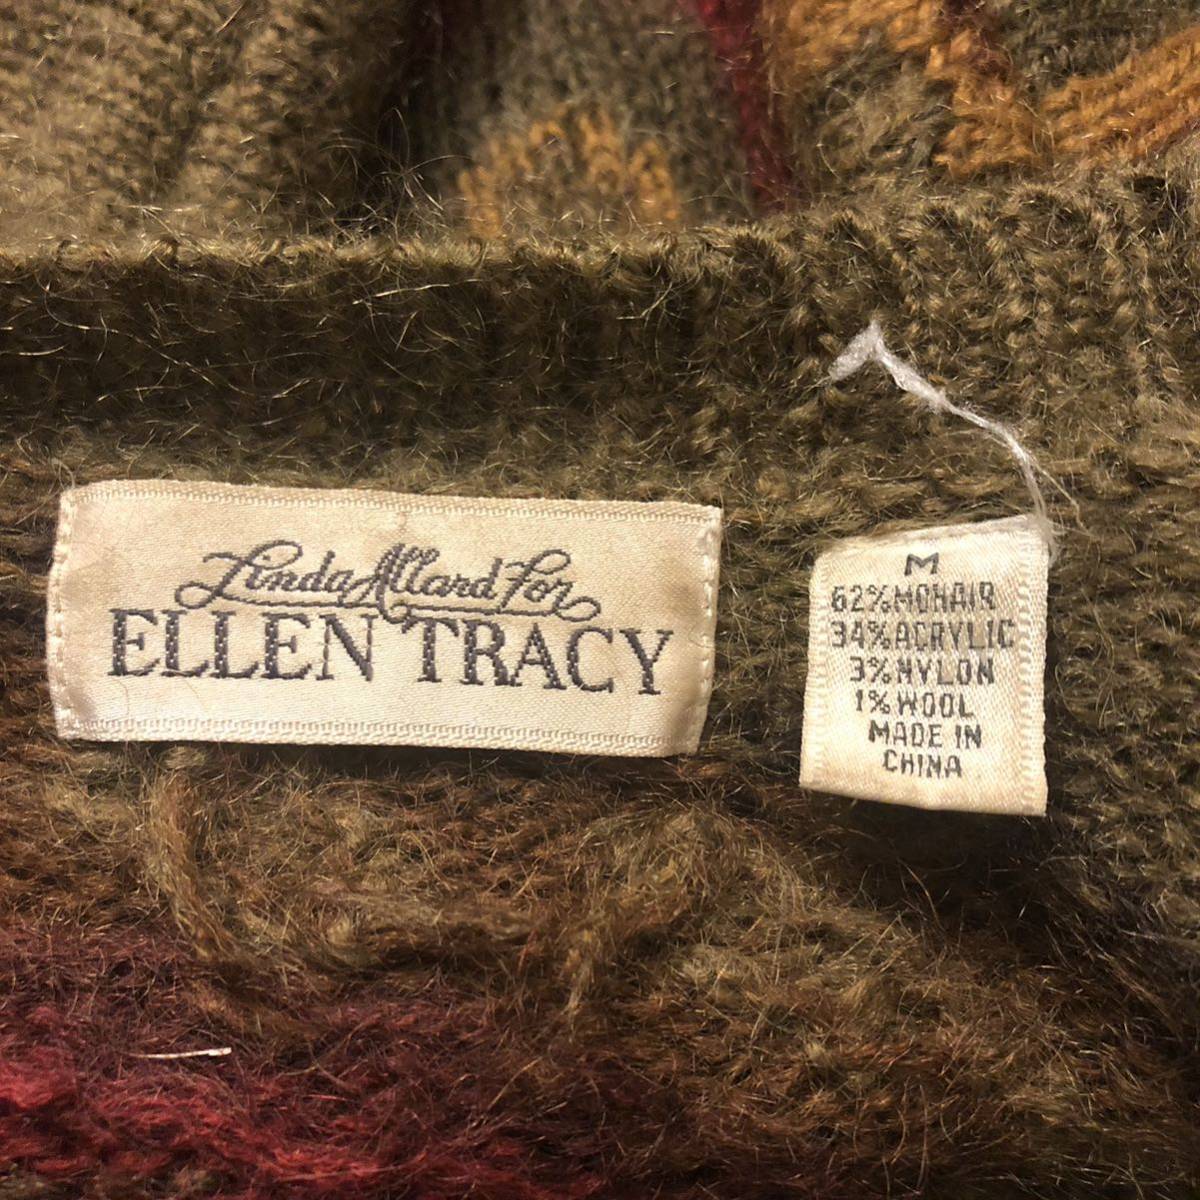 Linda Allard For
ELLEN TRACY
M
62% MOHAIR
34% ACRYLIC
3% NYLON
1% WOOL
MADE IN
CHINA